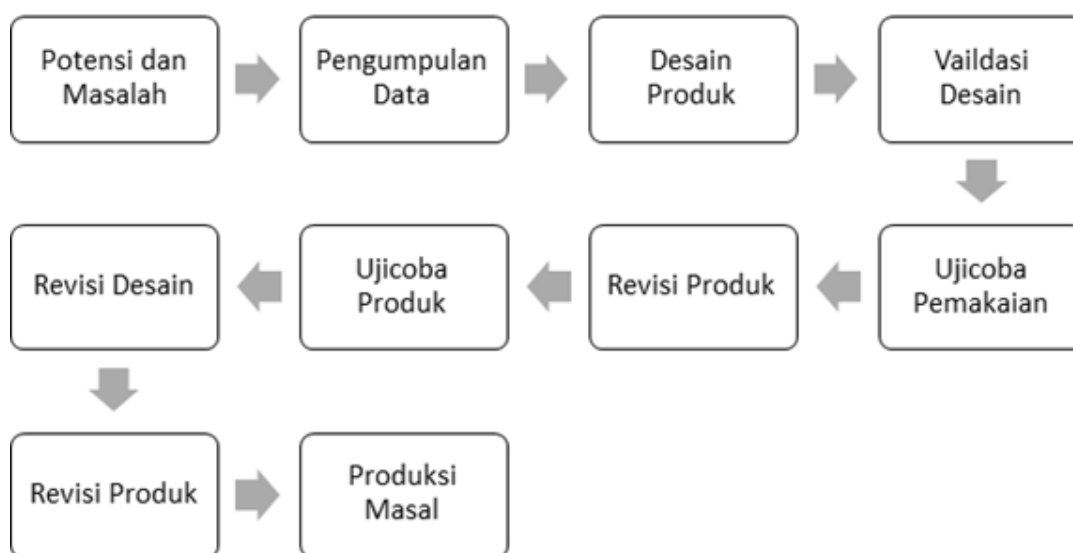 Potensi dan
Masalah
Pengumpulan
Data
Desain
Produk
Vaildasi
Desain
Ujicoba
Pemakaian
Revisi Produk
Ujicoba
Produk
Revisi Desain
Revisi Produk
Produksi
Masal